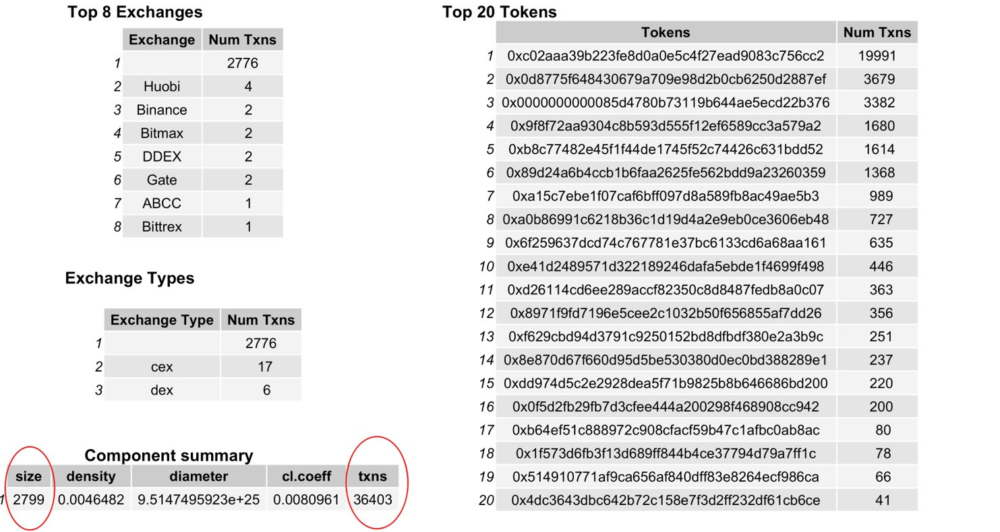 Top 8 Exchanges
Exchange Num Txns
1 2776
2 Huobi 4
3 Binance 2
4 Bitmax 2
5 DDEX 2
6 Gate 2
7 ABCC 1
8 Bittrex 1
Exchange Types
Exchange Type Num Txns
1 2776
2 cex 17
3 dex 6
Component summary
size density diameter cl.coeff txns
1 2799 0.0046482 9.5147495923e+25 0.0080961 36403
Top 20 Tokens
Tokens Num Txns
1 0xc02aaa39b223fe8d0a0e5c4f27ead9083c756cc2 19991
2 0x0d8775f648430679a709e98d2b0cb6250d2887ef 3679
3 0x0000000000085d4780b73119b644ae5ecd22b376 3382
4 0x9f8f72aa9304c8b593d555f12ef6589cc3a579a2 1680
5 0xb8c77482e45f1f44de1745f52c74426c631bdd52 1614
6 0x89d24a6b4ccb1b6faa2625fe562bdd9a23260359 1368
7 0xa15c7ebe1f07caf6bff097d8a589fb8ac49ae5b3 989
8 0xa0b86991c6218b36c1d19d4a2e9eb0ce3606eb48 727
9 0x6f259637dcd74c767781e37bc6133cd6a68aa161 635
10 0xe41d2489571d322189246dafa5ebde1f4699f498 446
11 0xd26114cd6ee289accf82350c8d8487fedb8a0c07 363
12 0x8971f9fd7196e5cee2c1032b50f656855af7dd26 356
13 0xf629cbd94d3791c9250152bd8dfbdf380e2a3b9c 251
14 0x8e870d67f660d95d5be530380d0ec0bd388289e1 237
15 0xdd974d5c2e2928dea5f71b9825b8b646686bd200 220
16 0x0f5d2fb29fb7d3cfee444a200298f468908cc942 200
17 0xb64ef51c888972c908cfacf59b47c1afbc0ab8ac 80
18 0x1f573d6fb3f13d689ff844b4ce37794d79a7ff1c 78
19 0x514910771af9ca656af840dff83e8264ecf986ca 66
20 0x4dc3643dbc642b72c158e7f3d2ff232df61cb6ce 41